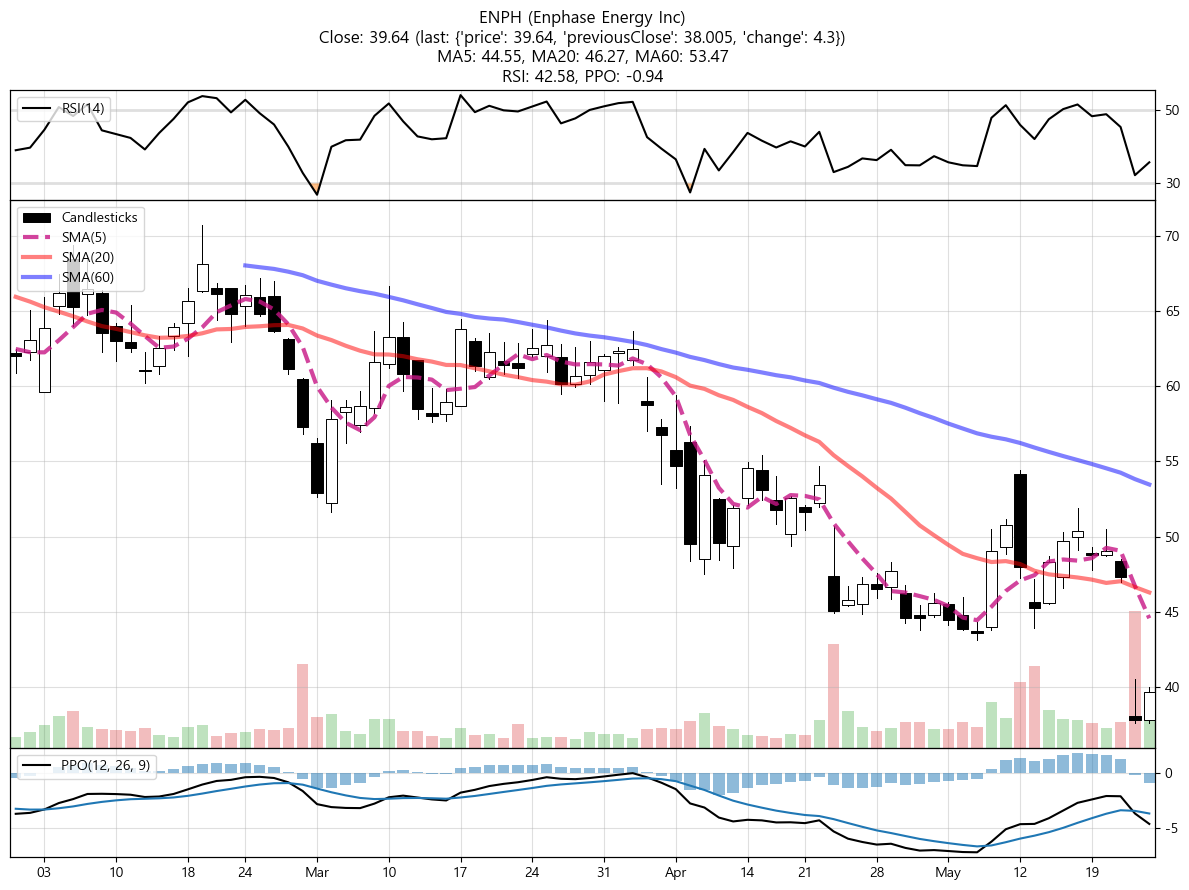 ENPH (Enphase Energy Inc)
Close: 39.64 (last: {'price': 39.64, 'previousClose': 38.005, 'change': 4.3})
MA5: 44.55, MA20: 46.27, MA60: 53.47
RSI: 42.58, PPO: -0.94
RSI(14)
50
30
Candlesticks
SMA(5)
SMA(20)
SMA(60)
70
65
60
55
50
45
40
PPO(12, 26, 9)
0
−5
03 10 18 24 Mar 10 17 24 31 Apr 14 21 28 May 12 19